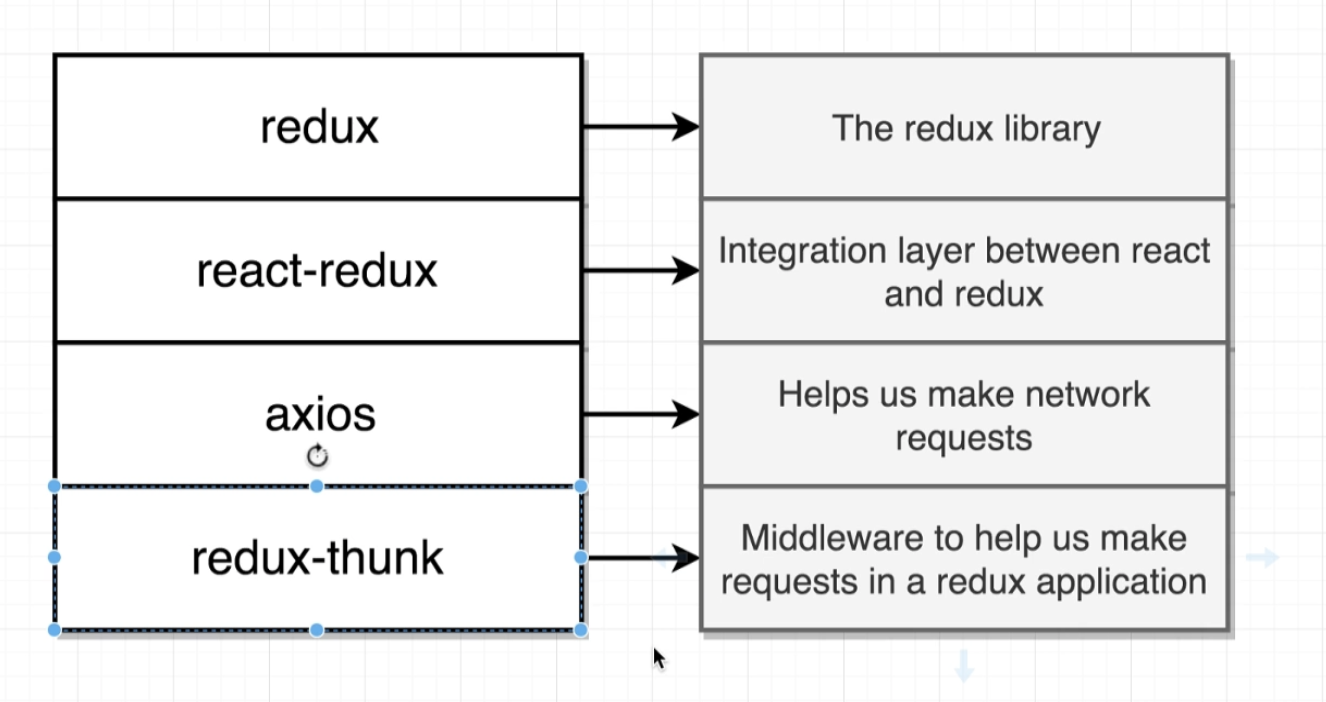 redux
The redux library
react-redux
Integration layer between react
and redux
axios
Helps us make network
requests
redux-thunk
Middleware to help us make
requests in a redux application